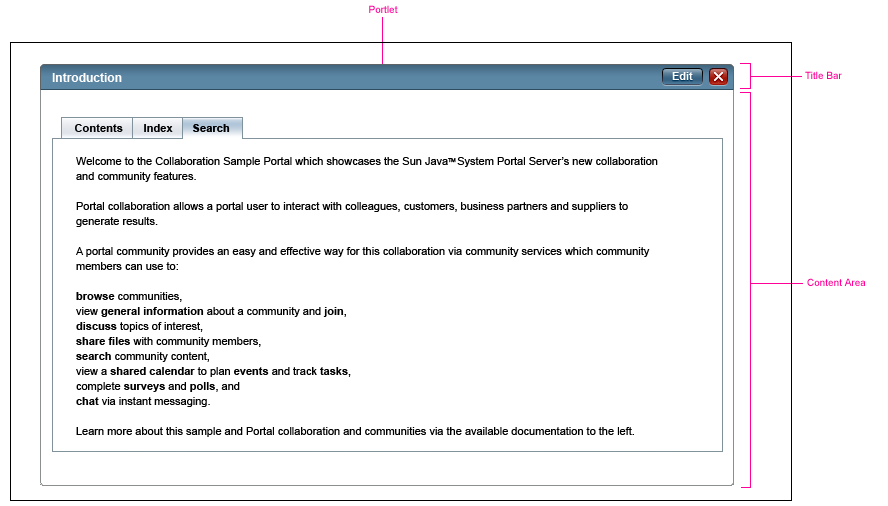 Portlet
Introduction
Edit
Title Bar
Contents
Index
Search
Welcome to the Collaboration Sample Portal which showcases the Sun Java™System Portal Server's new collaboration
and community features.
Portal collaboration allows a portal user to interact with colleagues, customers, business partners and suppliers to
generate results.
A portal community provides an easy and effective way for this collaboration via community services which community
members can use to:
browse communities,
view general information about a community and join,
discuss topics of interest,
share files with community members,
search community content,
view a shared calendar to plan events and track tasks,
complete surveys and polls, and
chat via instant messaging.
Learn more about this sample and Portal collaboration and communities via the available documentation to the left.
Content Area